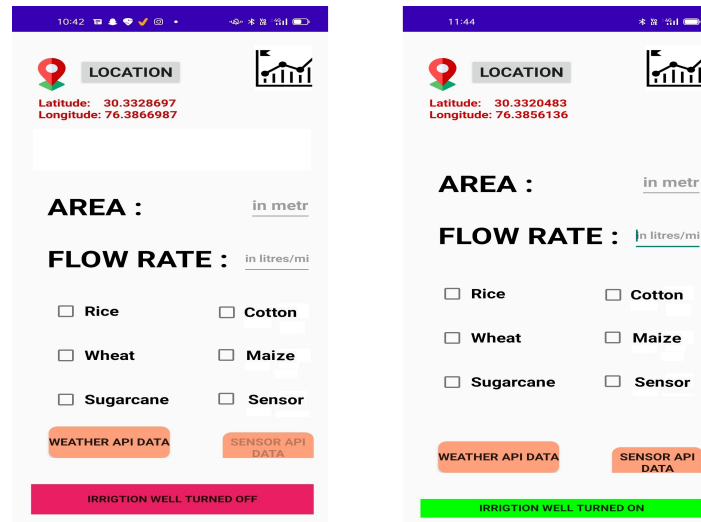 10:42
LOCATION
Latitude: 30.3328697
Longitude: 76.3866987
AREA :
in metr
FLOW RATE :
in litres/mi
Rice
Cotton
Wheat
Maize
Sugarcane
Sensor
WEATHER API DATA
SENSOR API
DATA
IRRIGTION WELL TURNED OFF
11:44
LOCATION
Latitude: 30.3320483
Longitude: 76.3856136
AREA :
in metr
FLOW RATE :
in litres/mi
Rice
Cotton
Wheat
Maize
Sugarcane
Sensor
WEATHER API DATA
SENSOR API
DATA
IRRIGTION WELL TURNED ON